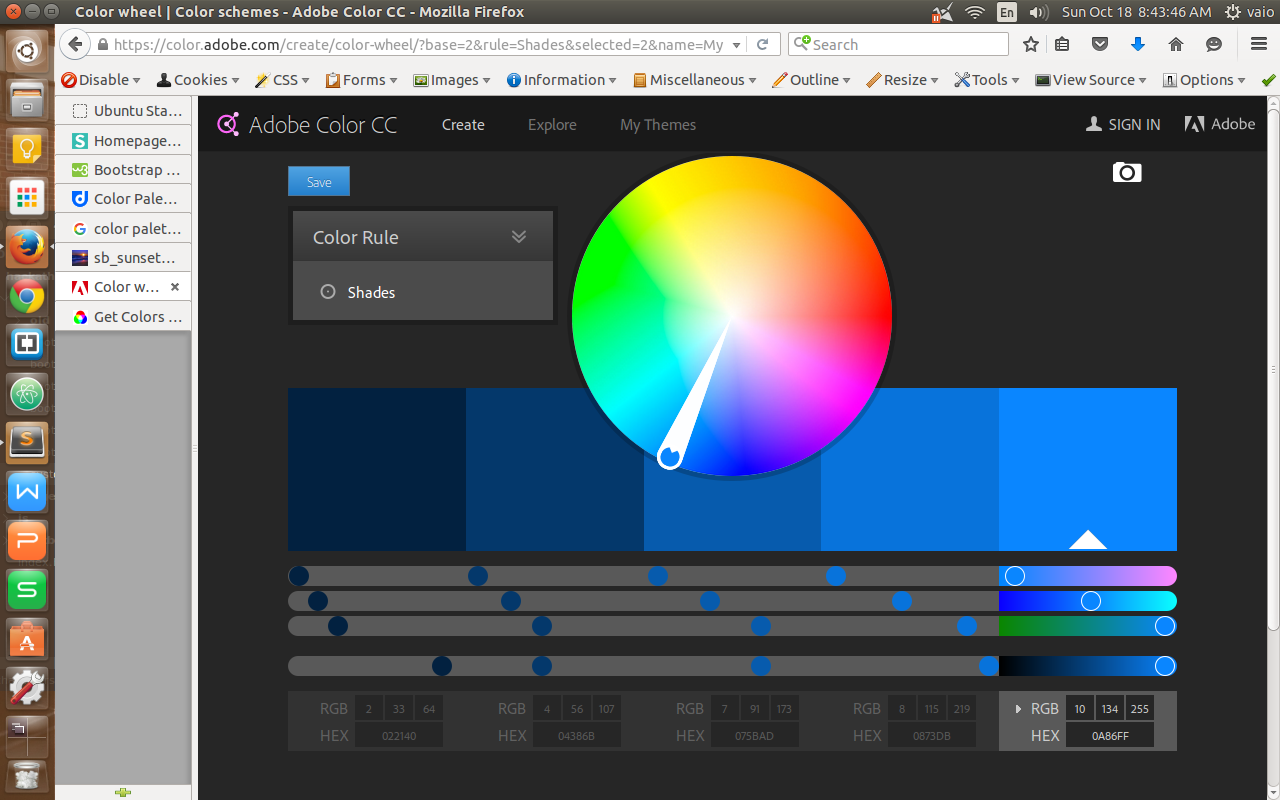 Color wheel | Color schemes - Adobe Color CC - Mozilla Firefox
En
Sun Oct 18 8:43:46 AM
vaio
https://color.adobe.com/create/color-wheel/?base=2&rule=Shades&selected=2&name=My
Search
Disable
Cookies
CSS
Forms
Images
Information
Miscellaneous
Outline
Resize
Tools
View Source
Options
Ubuntu Sta...
Homepage...
Bootstrap ...
Color Pale...
color palet...
sb_sunset...
Color w...
Get Colors ...
Adobe Color CC
Create
Explore
My Themes
SIGN IN
Adobe
Save
Color Rule
Shades
RGB 2 33 64
RGB 4 56 107
RGB 7 91 173
RGB 8 115 219
RGB 10 134 255
HEX 022140
HEX 04386B
HEX 075BAD
HEX 0873DB
HEX 0A86FF